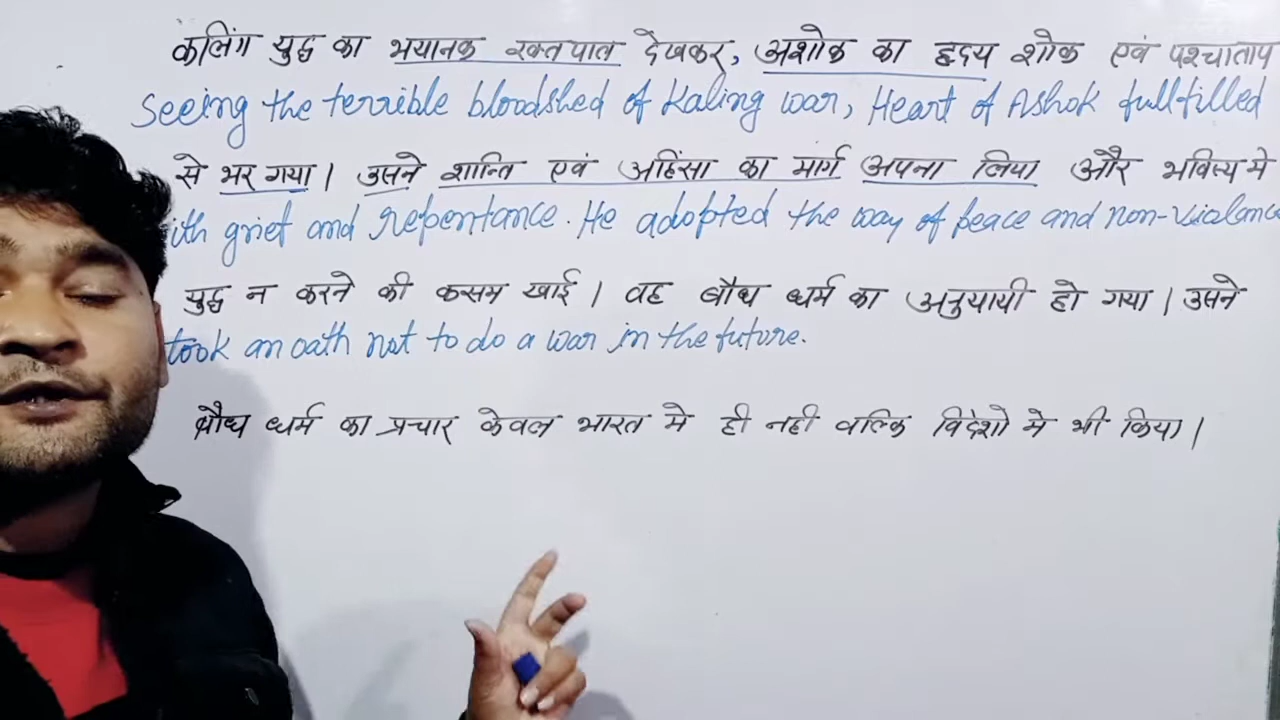 कलिंग युद्ध का भयानक रक्तपात देखकर, अशोक का हृदय शोक एवं पश्चाताप
Seeing the terrible bloodshed of Kaling war, Heart of Ashok fullfilled
से भर गया। उसने शान्ति एवं अहिंसा का मार्ग अपना लिया और भविष्य मे
ith grief and repentance. He adopted the way of peace and non-vialance
युद्ध न करने की कसम खाई। वह बौध धर्म का अनुयायी हो गया। उसने
took an oath not to do a war in the future.
बौध धर्म का प्रचार केवल भारत मे ही नही वल्कि विदेशो मे भी किया।